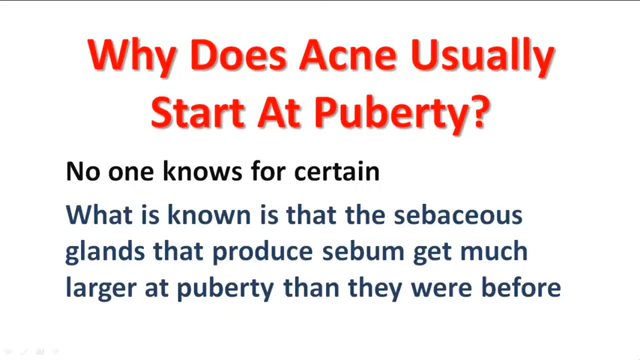 Why Does Acne Usually
Start At Puberty?
No one knows for certain
What is known is that the sebaceous
glands that produce sebum get much
larger at puberty than they were before